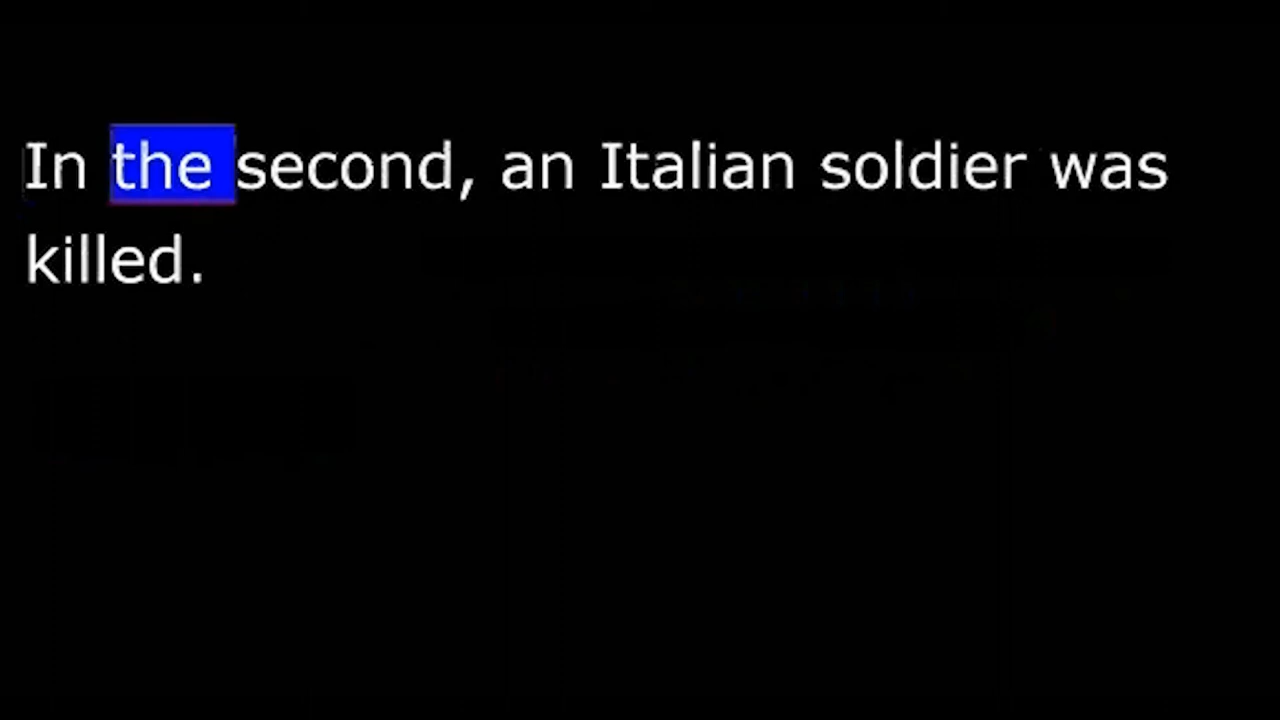 In the second, an Italian soldier was
killed.